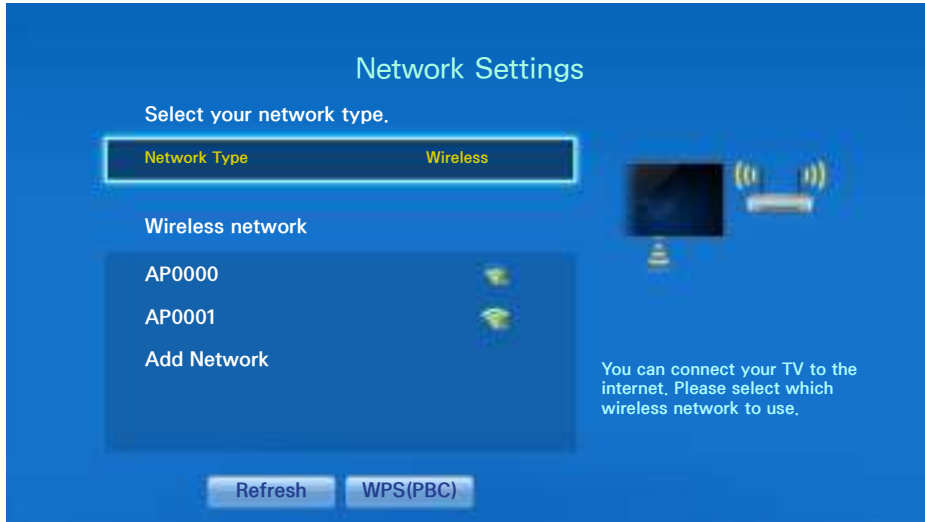 Network Settings
Select your network type.
Network Type Wireless
Wireless network
AP0000
AP0001
Add Network
You can connect your TV to the
internet. Please select which
wireless network to use.
Refresh WPS(PBC)